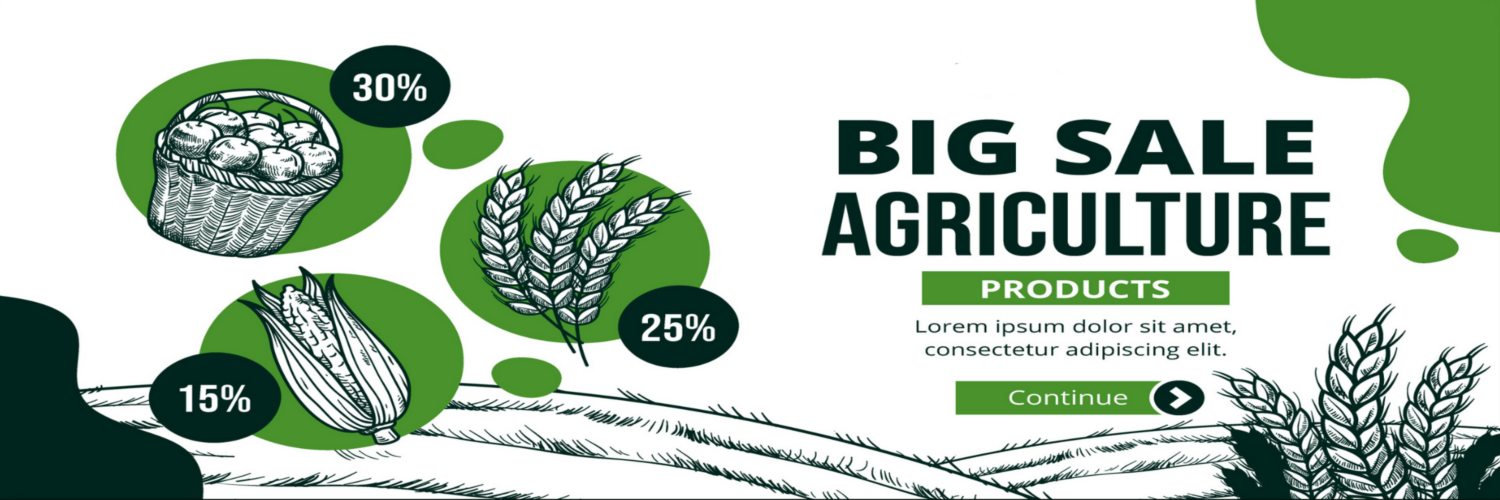 30%
25%
15%
BIG SALE
AGRICULTURE
PRODUCTS
Lorem ipsum dolor sit amet,
consectetur adipiscing elit.
Continue